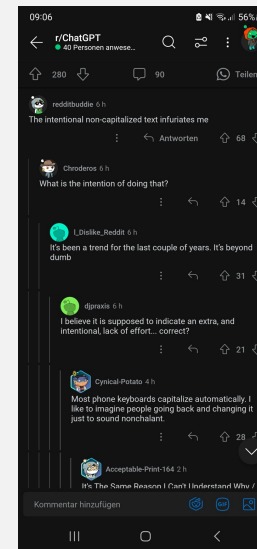 09:06
56%
r/ChatGPT
40 Personen anwese…
280
90
Teilen
redditbuddie 6 h
The intentional non-capitalized text infuriates me
Antworten
68
Chroderos 6 h
What is the intention of doing that?
14
I_Dislike_Reddit 6 h
It's been a trend for the last couple of years. It's beyond
dumb
31
djpraxis 6 h
I believe it is supposed to indicate an extra, and
intentional, lack of effort... correct?
21
Cynical-Potato 4 h
Most phone keyboards capitalize automatically. I
like to imagine people going back and changing it
just to sound nonchalant.
28
Acceptable-Print-164 2 h
It's The Same Reason I Can't Understand Why /
Kommentar hinzufügen
GIF